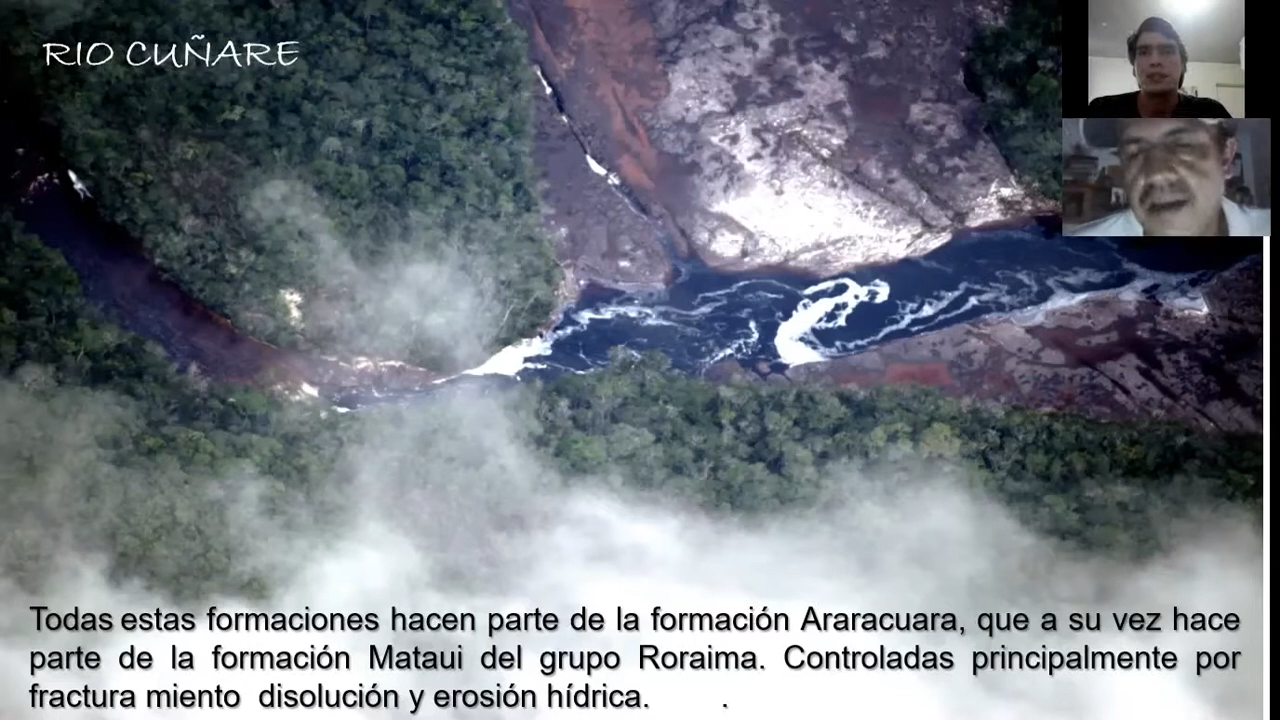 RIO CUÑARE
Todas estas formaciones hacen parte de la formación Araracuara, que a su vez hace
parte de la formación Mataui del grupo Roraima. Controladas principalmente por
fractura miento disolución y erosión hídrica. .